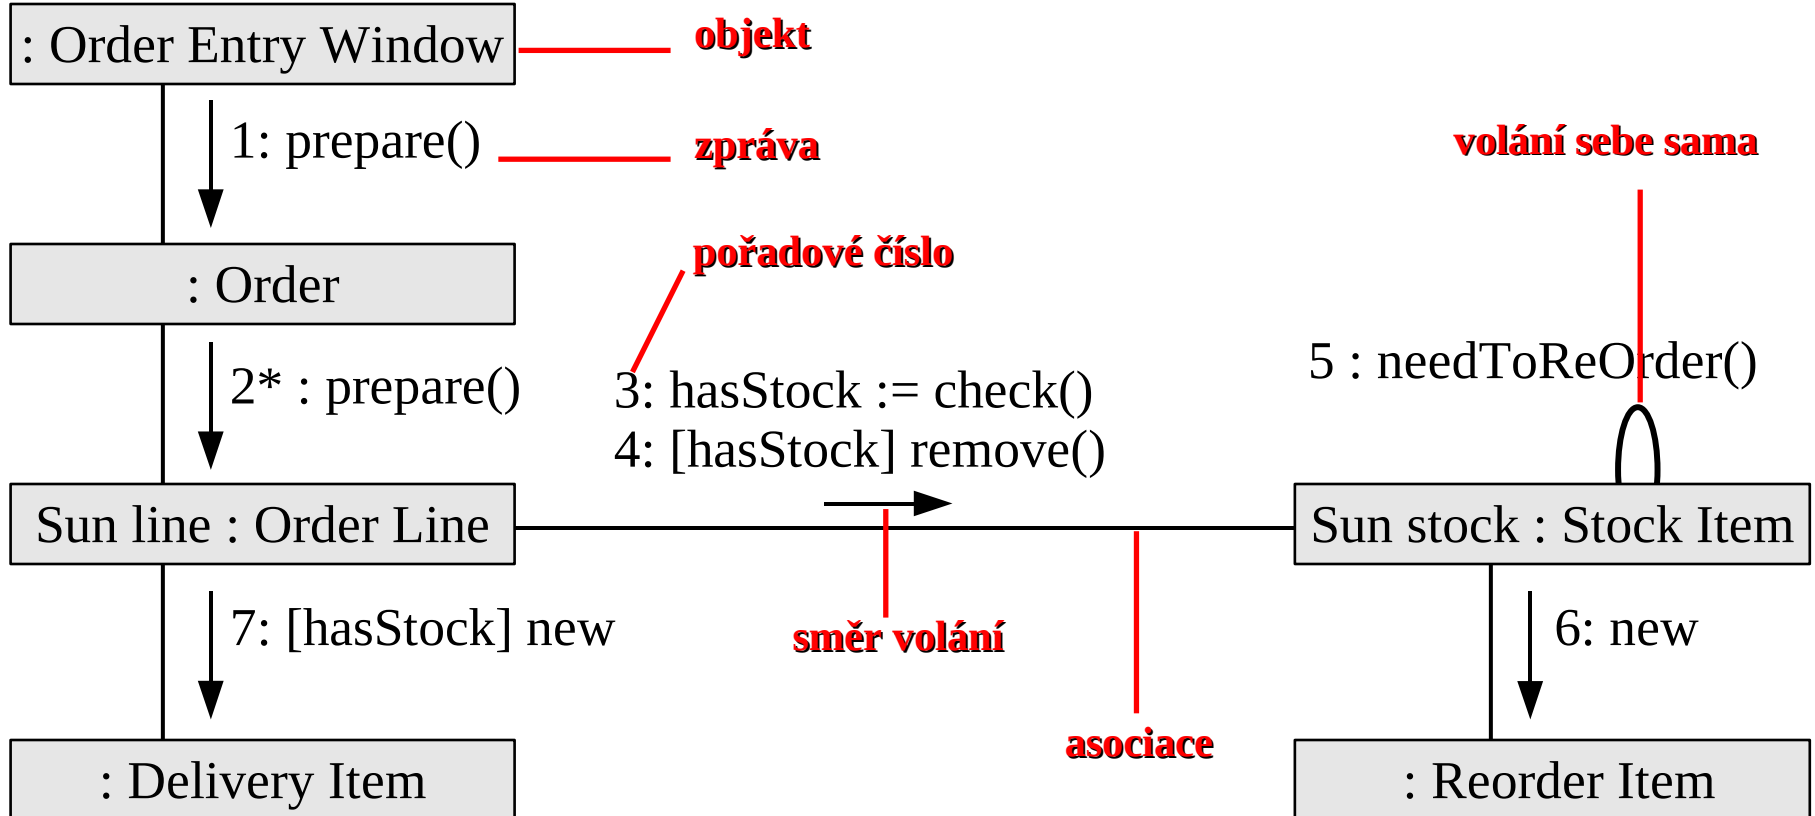 : Order Entry Window
objekt
1: prepare()
zpráva
volání sebe sama
pořadové číslo
: Order
2* : prepare()
3: hasStock := check()
4: [hasStock] remove()
5 : needToReOrder()
Sun line : Order Line
Sun stock : Stock Item
7: [hasStock] new
směr volání
6: new
asociace
: Delivery Item
: Reorder Item